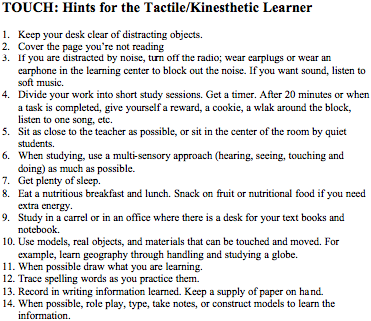 TOUCH: Hints for the Tactile/Kinesthetic Learner
1. Keep your desk clear of distracting objects.
2. Cover the page you're not reading
3. If you are distracted by noise, turn off the radio; wear earplugs or wear an
earphone in the learning center to block out the noise. If you want sound, listen to
soft music.
4. Divide your work into short study sessions. Get a timer. After 20 minutes or when
a task is completed, give yourself a reward, a cookie, a wlak around the block,
listen to one song, etc.
5. Sit as close to the teacher as possible, or sit in the center of the room by quiet
students.
6. When studying, use a multi-sensory approach (hearing, seeing, touching and
doing) as much as possible.
7. Get plenty of sleep.
8. Eat a nutritious breakfast and lunch. Snack on fruit or nutritional food if you need
extra energy.
9. Study in a carrel or in an office where there is a desk for your text books and
notebook.
10. Use models, real objects, and materials that can be touched and moved. For
example, learn geography through handling and studying a globe.
11. When possible draw what you are learning.
12. Trace spelling words as you practice them.
13. Record in writing information learned. Keep a supply of paper on hand.
14. When possible, role play, type, take notes, or construct models to learn the
information.